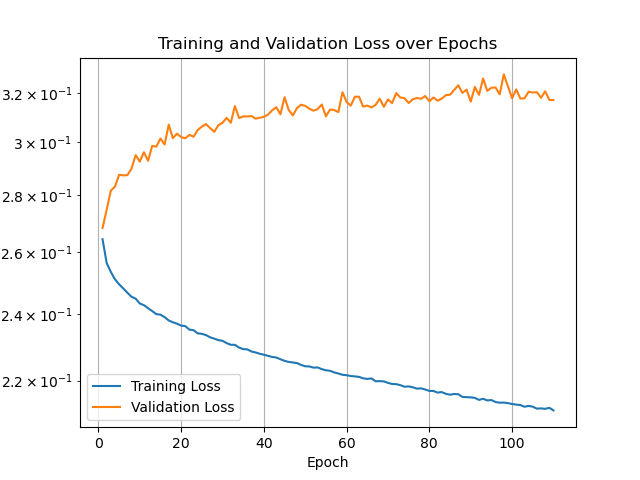 Training and Validation Loss over Epochs
3.2 × 10⁻¹
3 × 10⁻¹
2.8 × 10⁻¹
2.6 × 10⁻¹
2.4 × 10⁻¹
2.2 × 10⁻¹
Training Loss
Validation Loss
0 20 40 60 80 100
Epoch